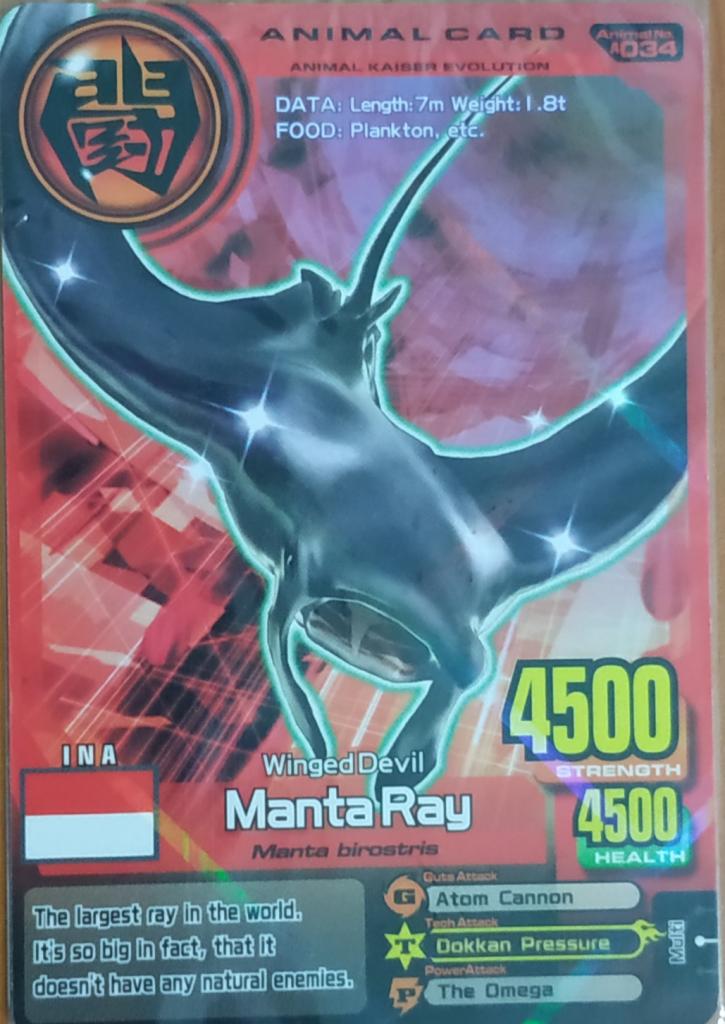 闘
ANIMAL CARD
Animal No.
A034
ANIMAL KAISER EVOLUTION
DATA: Length:7m Weight:1.8t
FOOD: Plankton, etc.
4500
STRENGTH
4500
HEALTH
INA
Winged Devil
Manta Ray
Manta birostris
The largest ray in the world.
It's so big in fact, that it
doesn't have any natural enemies.
Guts Attack
G Atom Cannon
Tech Attack
T Dokkan Pressure
Power Attack
P The Omega
Multi